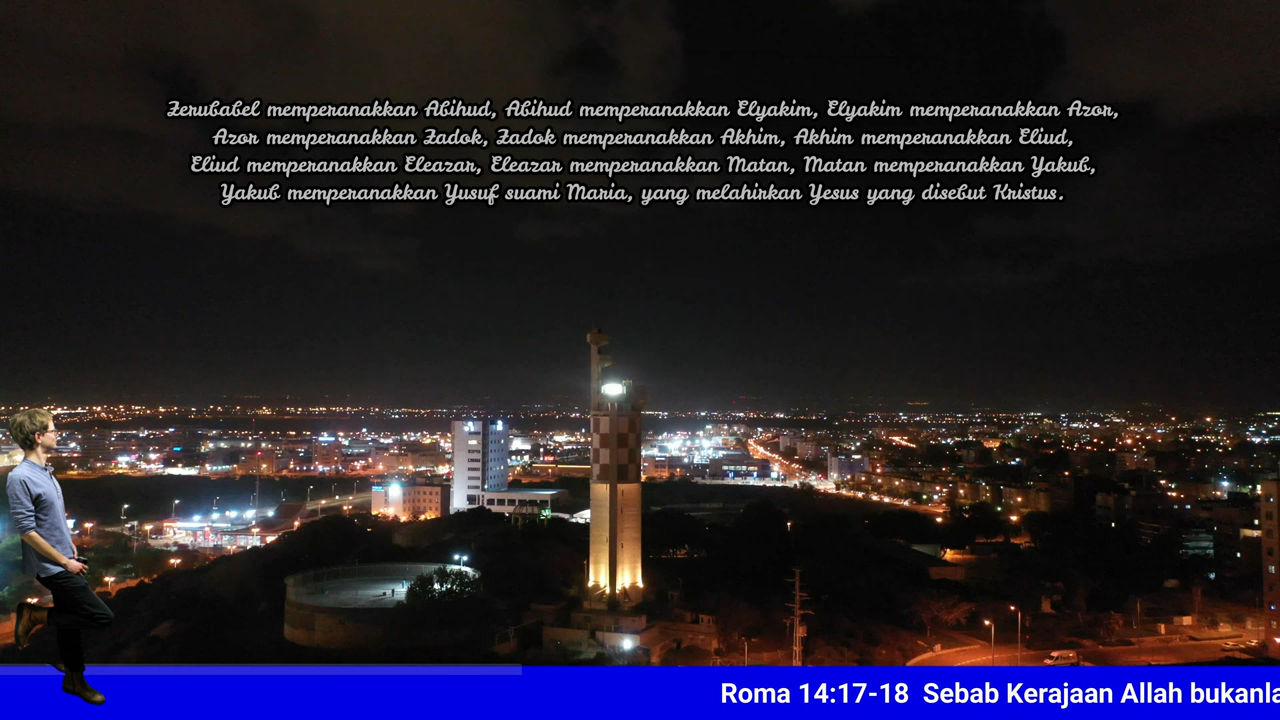 Zerubabel memperanakkan Abihud, Abihud memperanakkan Elyakim, Elyakim memperanakkan Azor,
Azor memperanakkan Zadok, Zadok memperanakkan Akhim, Akhim memperanakkan Eliud,
Eliud memperanakkan Eleazar, Eleazar memperanakkan Matan, Matan memperanakkan Yakub,
Yakub memperanakkan Yusuf suami Maria, yang melahirkan Yesus yang disebut Kristus.
Roma 14:17-18 Sebab Kerajaan Allah bukanla